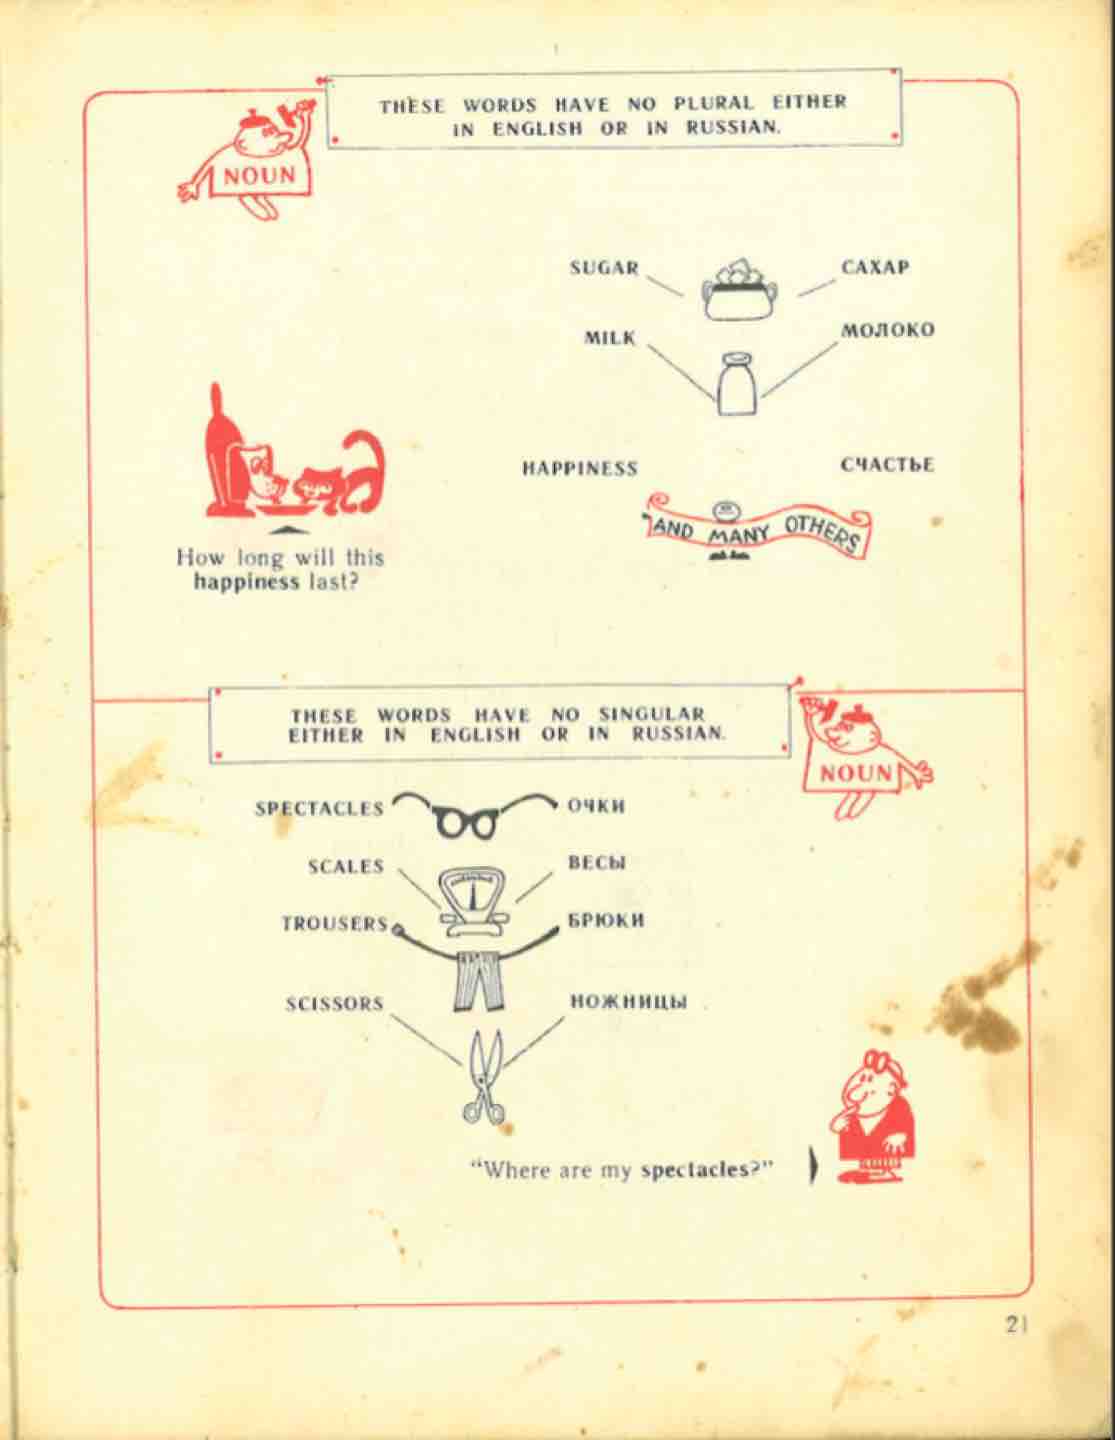 THESE WORDS HAVE NO PLURAL EITHER
IN ENGLISH OR IN RUSSIAN.
NOUN
SUGAR САХАР
MILK МОЛОКО
HAPPINESS СЧАСТЬЕ
AND MANY OTHERS
How long will this
happiness last?
THESE WORDS HAVE NO SINGULAR
EITHER IN ENGLISH OR IN RUSSIAN.
NOUN
SPECTACLES ОЧКИ
SCALES ВЕСЫ
TROUSERS БРЮКИ
SCISSORS НОЖНИЦЫ
"Where are my spectacles?"
21